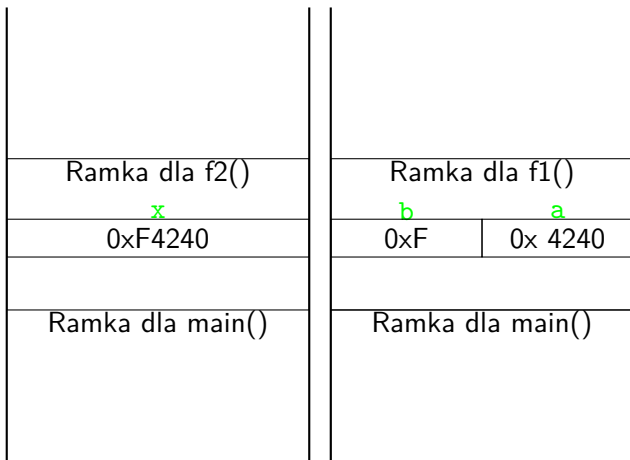 Ramka dla f2()
x
0xF4240
Ramka dla main()
Ramka dla f1()
b a
0xF 0x 4240
Ramka dla main()